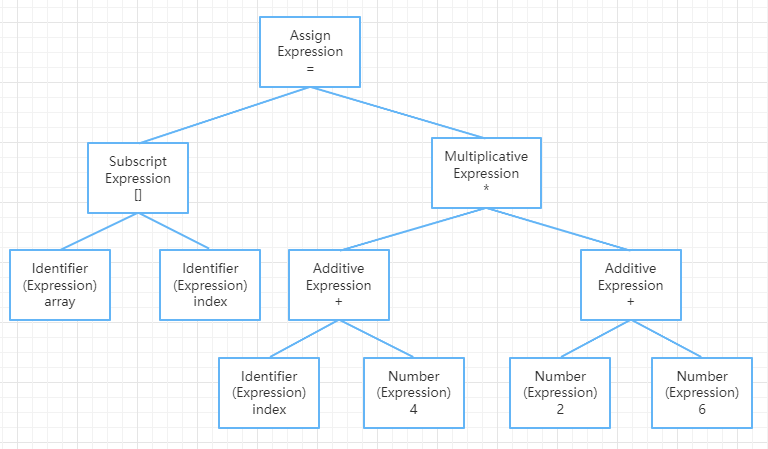 Assign
Expression
=
Subscript
Expression
[]
Multiplicative
Expression
*
Identifier
(Expression)
array
Identifier
(Expression)
index
Additive
Expression
+
Additive
Expression
+
Identifier
(Expression)
index
Number
(Expression)
4
Number
(Expression)
2
Number
(Expression)
6